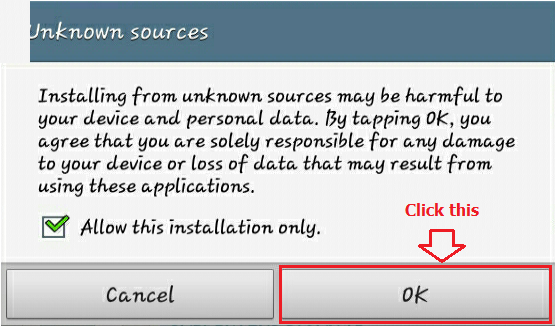 Unknown sources
Installing from unknown sources may be harmful to
your device and personal data. By tapping OK, you
agree that you are solely responsible for any damage
to your device or loss of data that may result from
using these applications.
Click this
Allow this installation only.
Cancel
OK